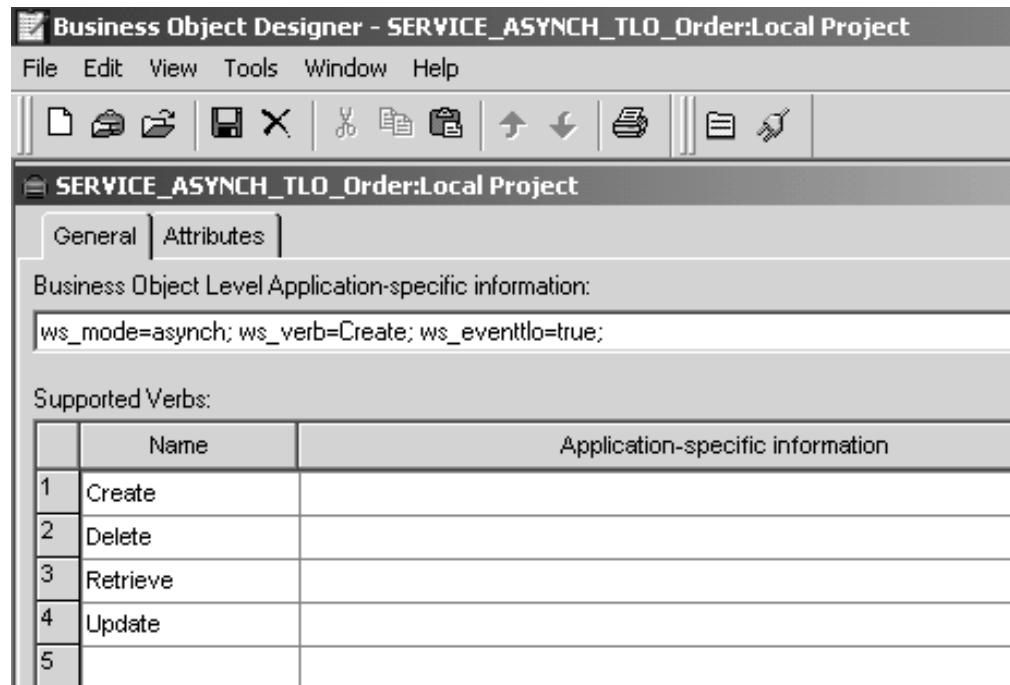 Business Object Designer - SERVICE_ASYNCH_TLO_Order:Local Project
File Edit View Tools Window Help
SERVICE_ASYNCH_TLO_Order:Local Project
General Attributes
Business Object Level Application-specific information:
ws_mode=asynch; ws_verb=Create; ws_eventtlo=true;
Supported Verbs:
Name Application-specific information
1 Create
2 Delete
3 Retrieve
4 Update
5